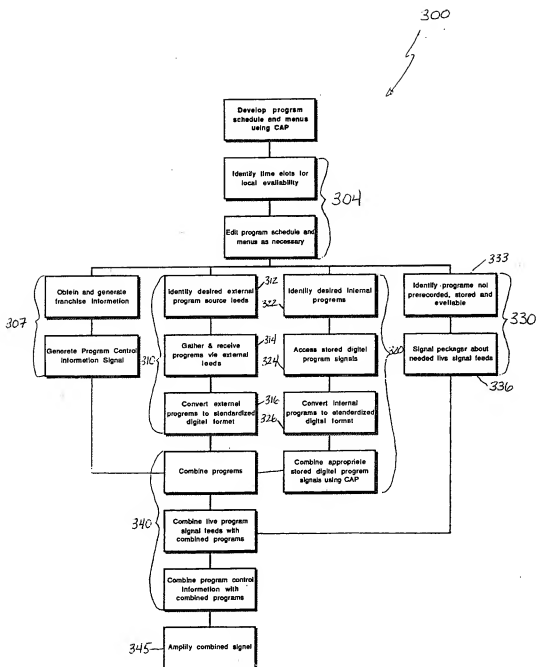 300
Develop program
schedule and menus
using CAP
Identify time slots for
local availability
304
Edit program schedule and
menus as necessary
307
Obtain and generate
franchise information
Generate Program Control
Information Signal
310
312
Identify desired external
program source feeds
314
Gather & receive
programs via external
feeds
316
Convert external
programs to standardized
digital format
320
322
Identify desired internal
programs
324
Access stored digital
program signals
326
Convert internal
programs to standardized
digital format
Combine appropriate
stored digital program
signals using CAP
333
Identify programs not
prerecorded, stored and
available
330
Signal packager about
needed live signal feeds
336
340
Combine programs
Combine live program
signal feeds with
combined programs
Combine program control
information with
combined programs
345
Amplify combined signal